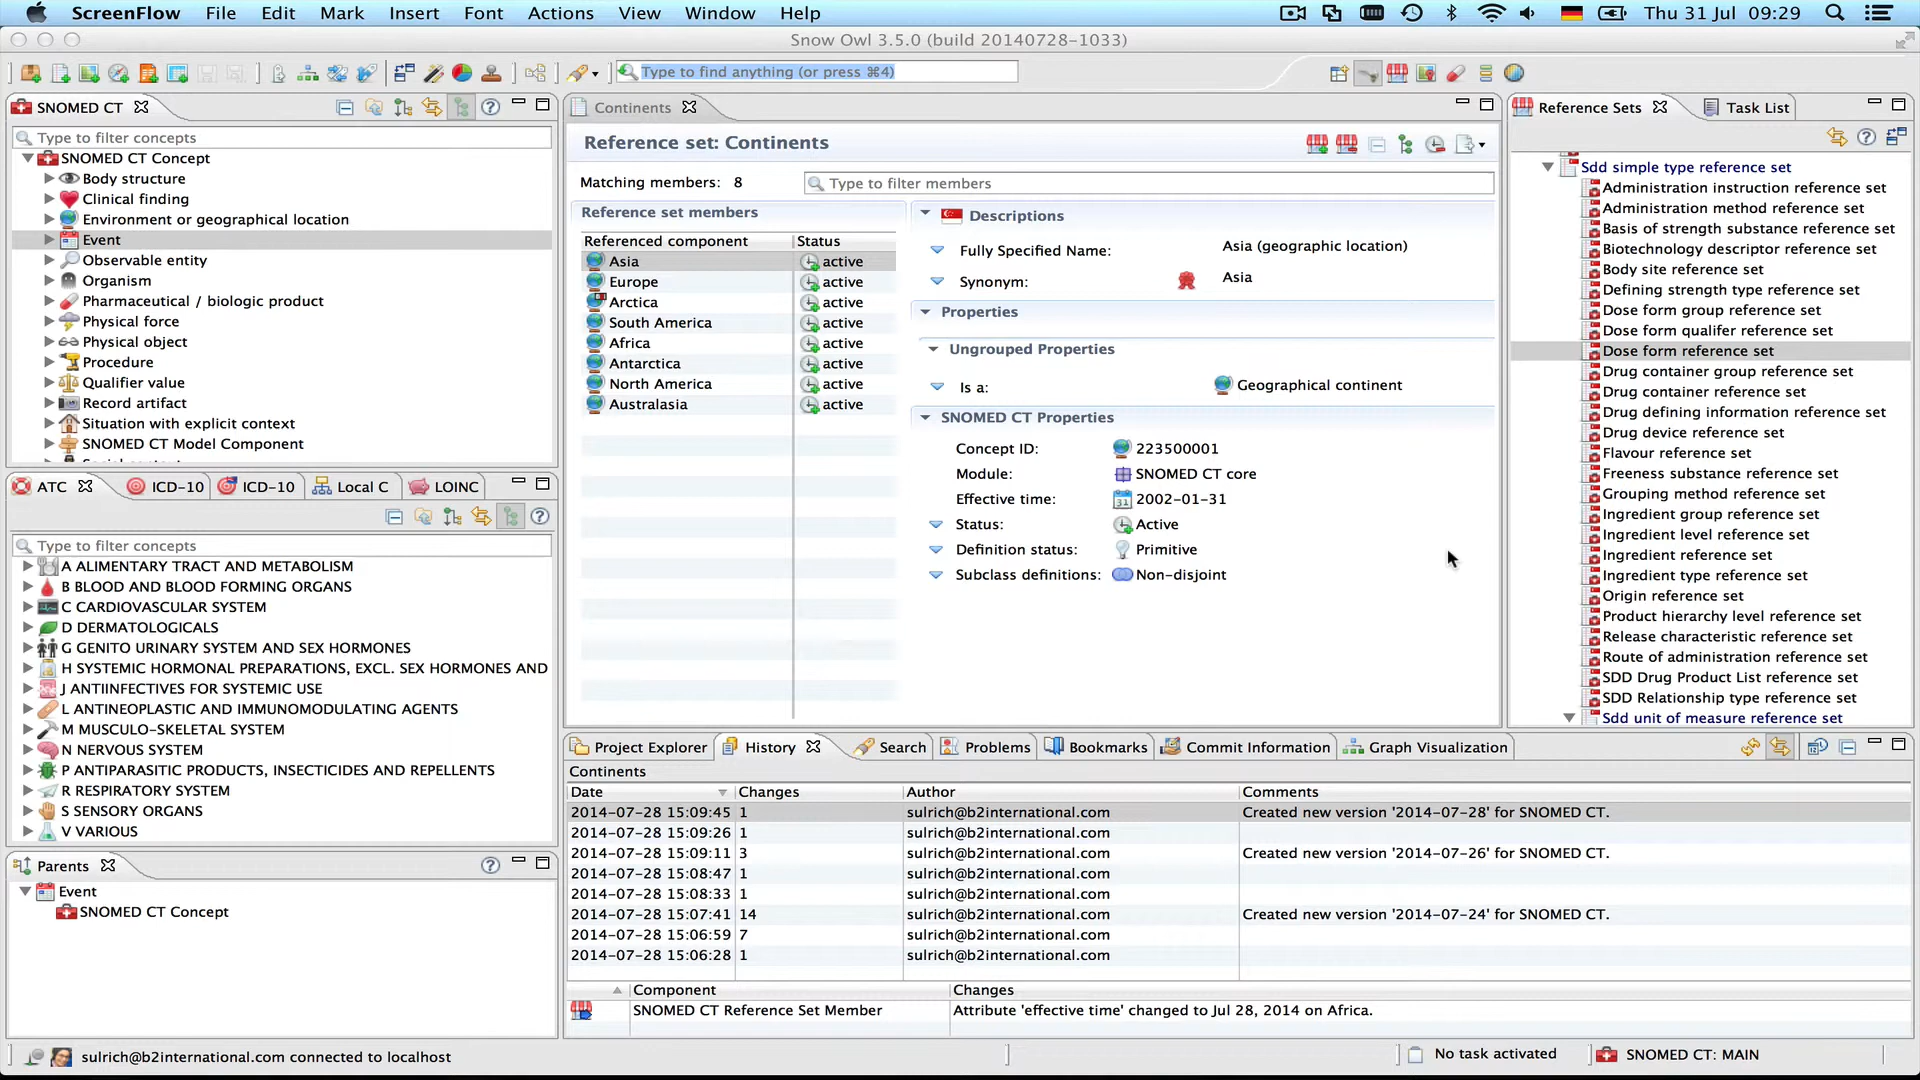 ScreenFlow File Edit Mark Insert Font Actions View Window Help Thu 31 Jul 09:29
Snow Owl 3.5.0 (build 20140728-1033)
Type to find anything (or press ⌘4)
SNOMED CT
Type to filter concepts
SNOMED CT Concept
Body structure
Clinical finding
Environment or geographical location
Event
Observable entity
Organism
Pharmaceutical / biologic product
Physical force
Physical object
Procedure
Qualifier value
Record artifact
Situation with explicit context
SNOMED CT Model Component
ATC ICD-10 ICD-10 Local C LOINC
Type to filter concepts
A ALIMENTARY TRACT AND METABOLISM
B BLOOD AND BLOOD FORMING ORGANS
C CARDIOVASCULAR SYSTEM
D DERMATOLOGICALS
G GENITO URINARY SYSTEM AND SEX HORMONES
H SYSTEMIC HORMONAL PREPARATIONS, EXCL. SEX HORMONES AND
J ANTIINFECTIVES FOR SYSTEMIC USE
L ANTINEOPLASTIC AND IMMUNOMODULATING AGENTS
M MUSCULO-SKELETAL SYSTEM
N NERVOUS SYSTEM
P ANTIPARASITIC PRODUCTS, INSECTICIDES AND REPELLENTS
R RESPIRATORY SYSTEM
S SENSORY ORGANS
V VARIOUS
Parents
Event
SNOMED CT Concept
Continents
Reference set: Continents
Matching members: 8
Type to filter members
Reference set members
Referenced component Status
Asia active
Europe active
Arctica active
South America active
Africa active
Antarctica active
North America active
Australasia active
Descriptions
Fully Specified Name: Asia (geographic location)
Synonym: Asia
Properties
Ungrouped Properties
Is a: Geographical continent
SNOMED CT Properties
Concept ID: 223500001
Module: SNOMED CT core
Effective time: 2002-01-31
Status: Active
Definition status: Primitive
Subclass definitions: Non-disjoint
Reference Sets Task List
Sdd simple type reference set
Administration instruction reference set
Administration method reference set
Basis of strength substance reference set
Biotechnology descriptor reference set
Body site reference set
Defining strength type reference set
Dose form group reference set
Dose form qualifer reference set
Dose form reference set
Drug container group reference set
Drug container reference set
Drug defining information reference set
Drug device reference set
Flavour reference set
Freeness substance reference set
Grouping method reference set
Ingredient group reference set
Ingredient level reference set
Ingredient reference set
Ingredient type reference set
Origin reference set
Product hierarchy level reference set
Release characteristic reference set
Route of administration reference set
SDD Drug Product List reference set
SDD Relationship type reference set
Sdd unit of measure reference set
Project Explorer History Search Problems Bookmarks Commit Information Graph Visualization
Continents
Date Changes Author Comments
2014-07-28 15:09:45 1 sulrich@b2international.com Created new version '2014-07-28' for SNOMED CT.
2014-07-28 15:09:26 1 sulrich@b2international.com
2014-07-28 15:09:11 3 sulrich@b2international.com Created new version '2014-07-26' for SNOMED CT.
2014-07-28 15:08:47 1 sulrich@b2international.com
2014-07-28 15:08:33 1 sulrich@b2international.com
2014-07-28 15:07:41 14 sulrich@b2international.com Created new version '2014-07-24' for SNOMED CT.
2014-07-28 15:06:59 7 sulrich@b2international.com
2014-07-28 15:06:28 1 sulrich@b2international.com
Component Changes
SNOMED CT Reference Set Member Attribute 'effective time' changed to Jul 28, 2014 on Africa.
sulrich@b2international.com connected to localhost
No task activated
SNOMED CT: MAIN